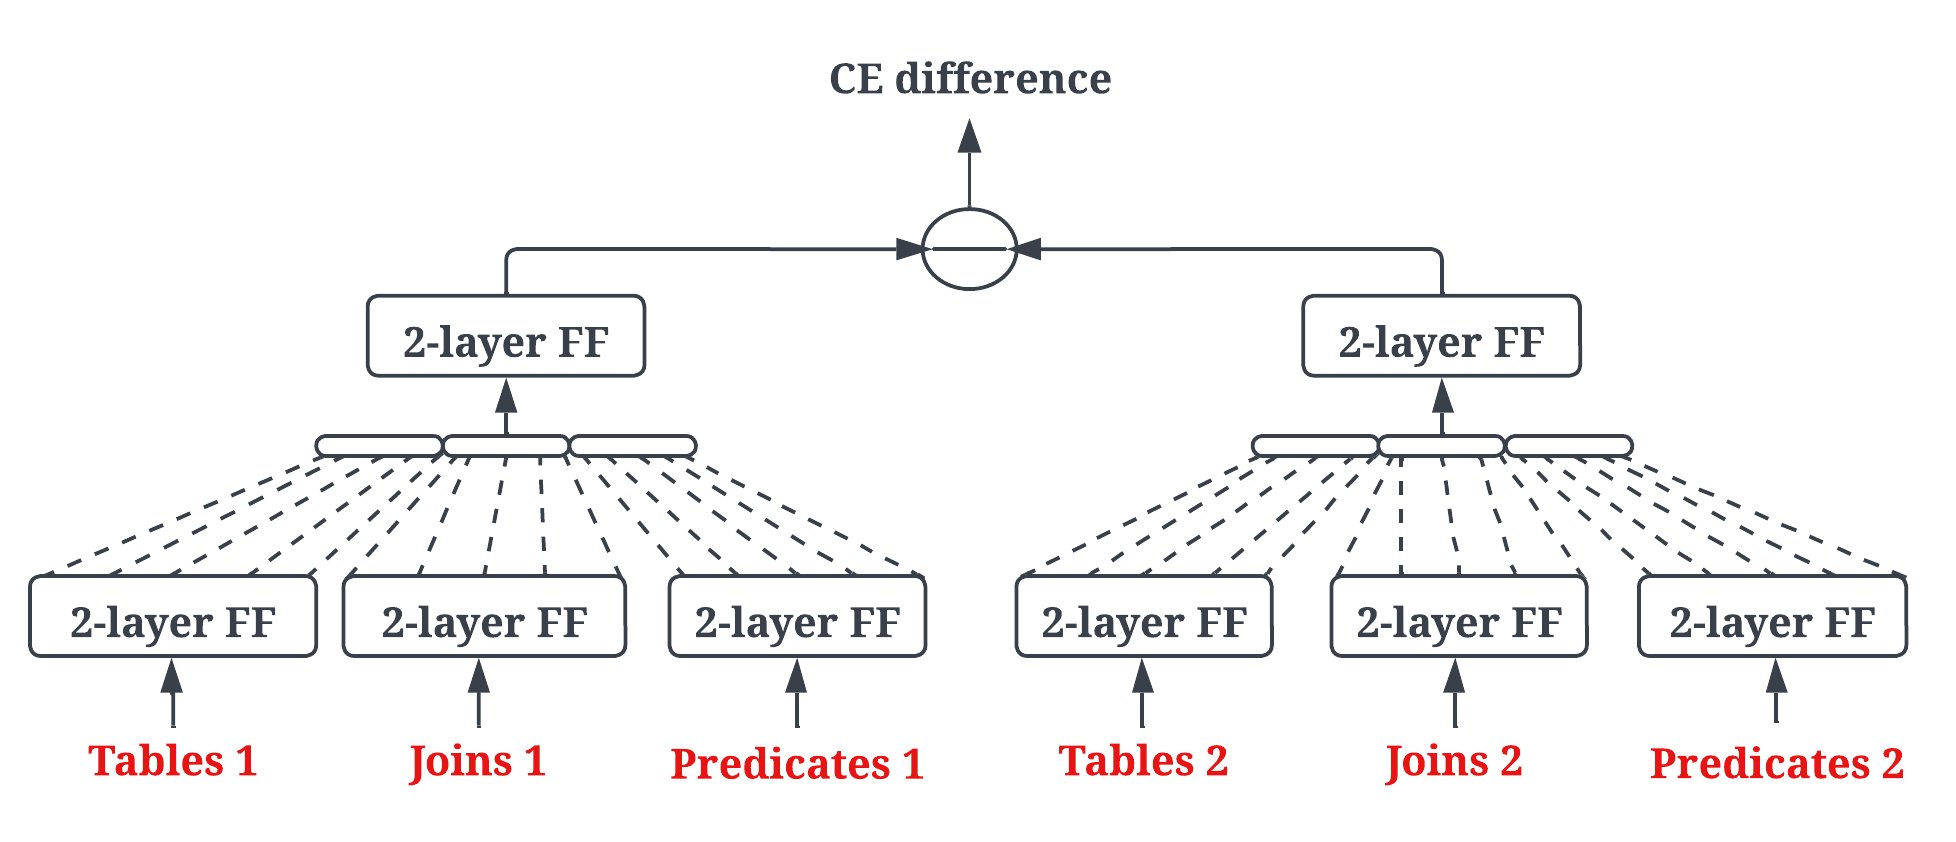 CE difference
2-layer FF
2-layer FF
2-layer FF
2-layer FF
2-layer FF
2-layer FF
2-layer FF
2-layer FF
Tables 1
Joins 1
Predicates 1
Tables 2
Joins 2
Predicates 2